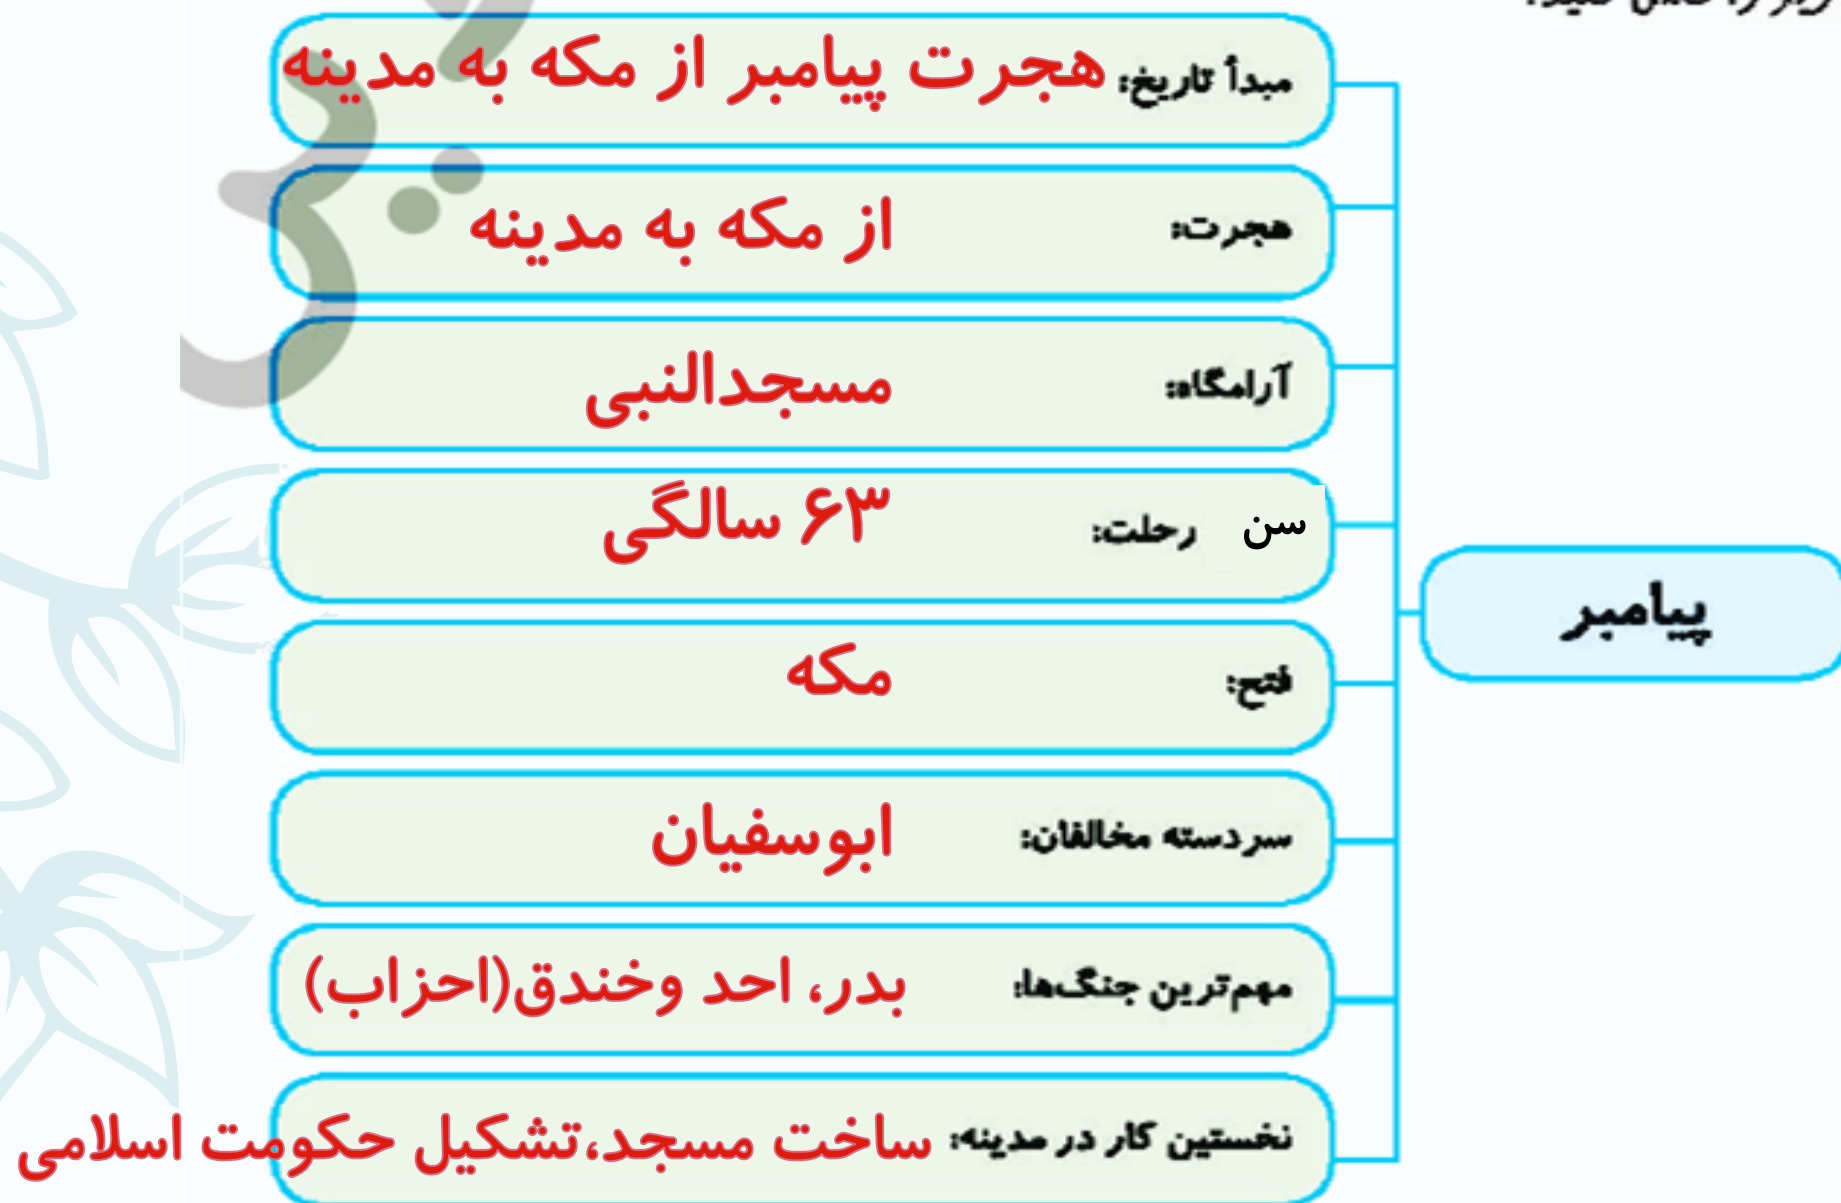 مبدأ تاریخ: هجرت پیامبر از مکه به مدینه
هجرت: از مکه به مدینه
آرامگاه: مسجدالنبی
سن رحلت: ۶۳ سالگی
فتح: مکه
سردسته مخالفان: ابوسفیان
مهم‌ترین جنگ‌ها: بدر، احد وخندق(احزاب)
نخستین کار در مدینه: ساخت مسجد،تشکیل حکومت اسلامی
پیامبر